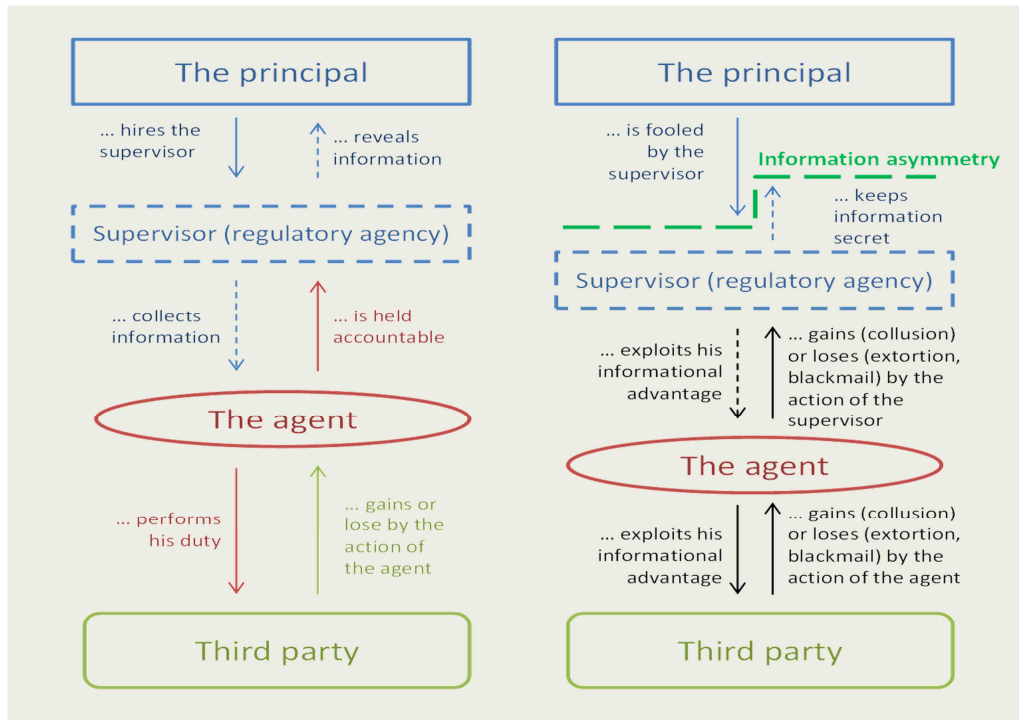 The principal
... hires the
supervisor
... reveals
information
Supervisor (regulatory agency)
... collects
information
... is held
accountable
The agent
... performs
his duty
... gains or
lose by the
action of
the agent
Third party
The principal
... is fooled
by the
supervisor
Information asymmetry
... keeps
information
secret
Supervisor (regulatory agency)
... exploits his
informational
advantage
... gains (collusion)
or loses (extortion,
blackmail) by the
action of the
supervisor
The agent
... exploits his
informational
advantage
... gains (collusion)
or loses (extortion,
blackmail) by the
action of the agent
Third party